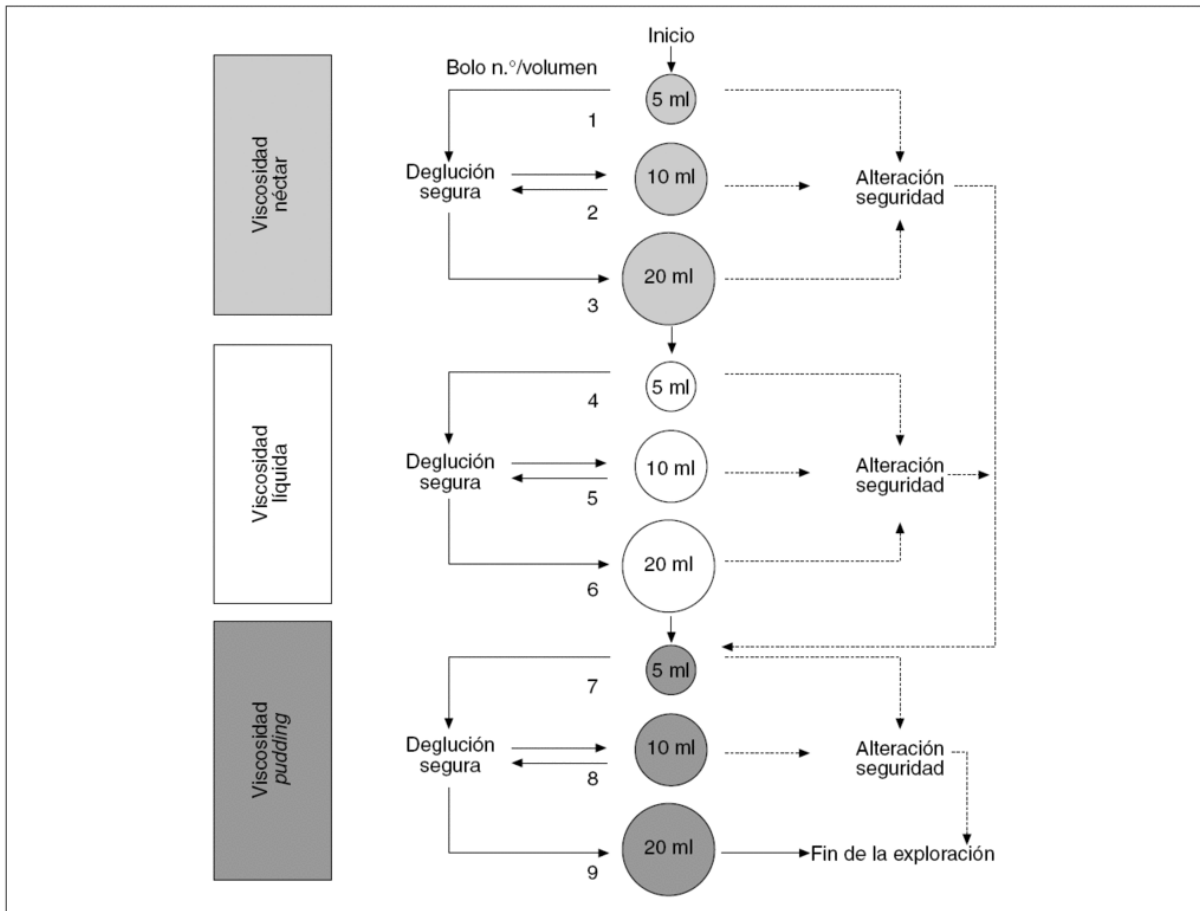 Inicio
Bolo n.°/volumen
5 ml
1
Viscosidad
néctar
Deglución
segura
10 ml
Alteración
seguridad
2
20 ml
3
5 ml
4
Viscosidad
líquida
Deglución
segura
10 ml
Alteración
seguridad
5
20 ml
6
5 ml
7
Viscosidad
pudding
Deglución
segura
10 ml
Alteración
seguridad
8
20 ml
Fin de la exploración
9